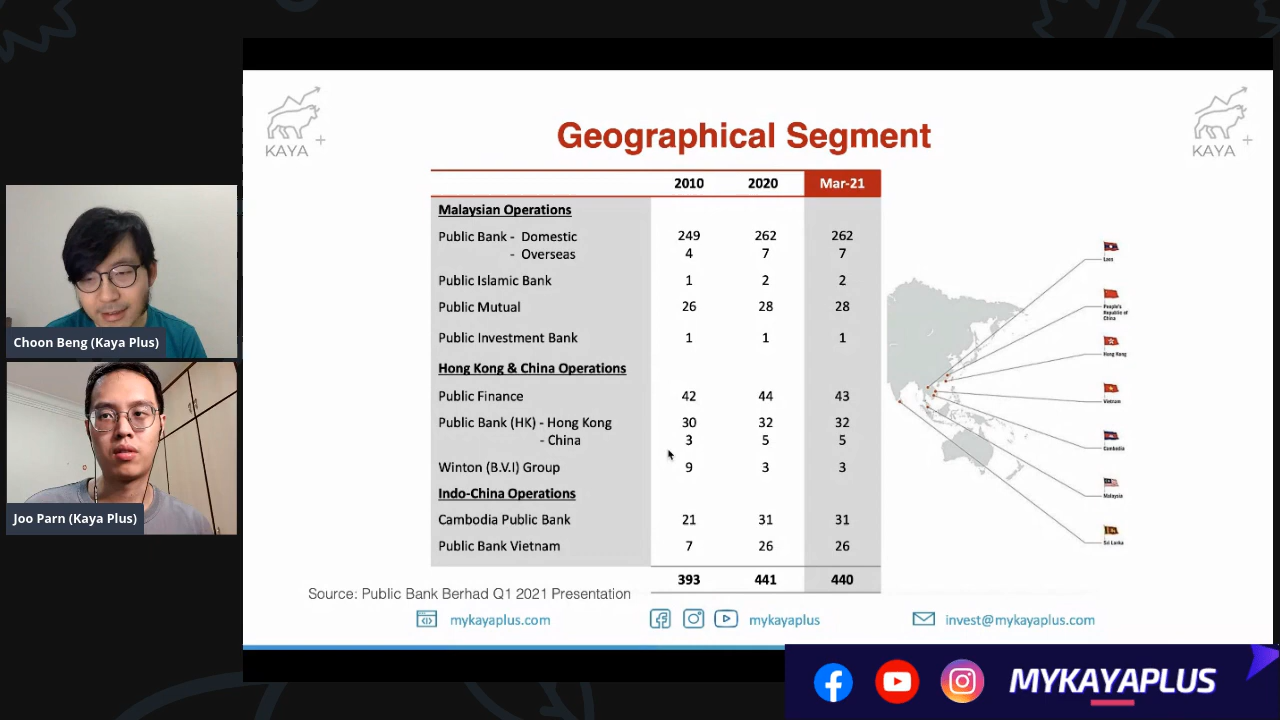 KAYA +
KAYA +
Geographical Segment
2010 2020 Mar-21
Malaysian Operations
Public Bank - Domestic 249 262 262
- Overseas 4 7 7
Public Islamic Bank 1 2 2
Public Mutual 26 28 28
Public Investment Bank 1 1 1
Hong Kong & China Operations
Public Finance 42 44 43
Public Bank (HK) - Hong Kong 30 32 32
- China 3 5 5
Winton (B.V.I) Group 9 3 3
Indo-China Operations
Cambodia Public Bank 21 31 31
Public Bank Vietnam 7 26 26
393 441 440
Laos
People's
Republic of
China
Hong Kong
Vietnam
Cambodia
Malaysia
Sri Lanka
Source: Public Bank Berhad Q1 2021 Presentation
mykayaplus.com mykayaplus invest@mykayaplus.com
Choon Beng (Kaya Plus)
Joo Parn (Kaya Plus)
MYKAYAPLUS